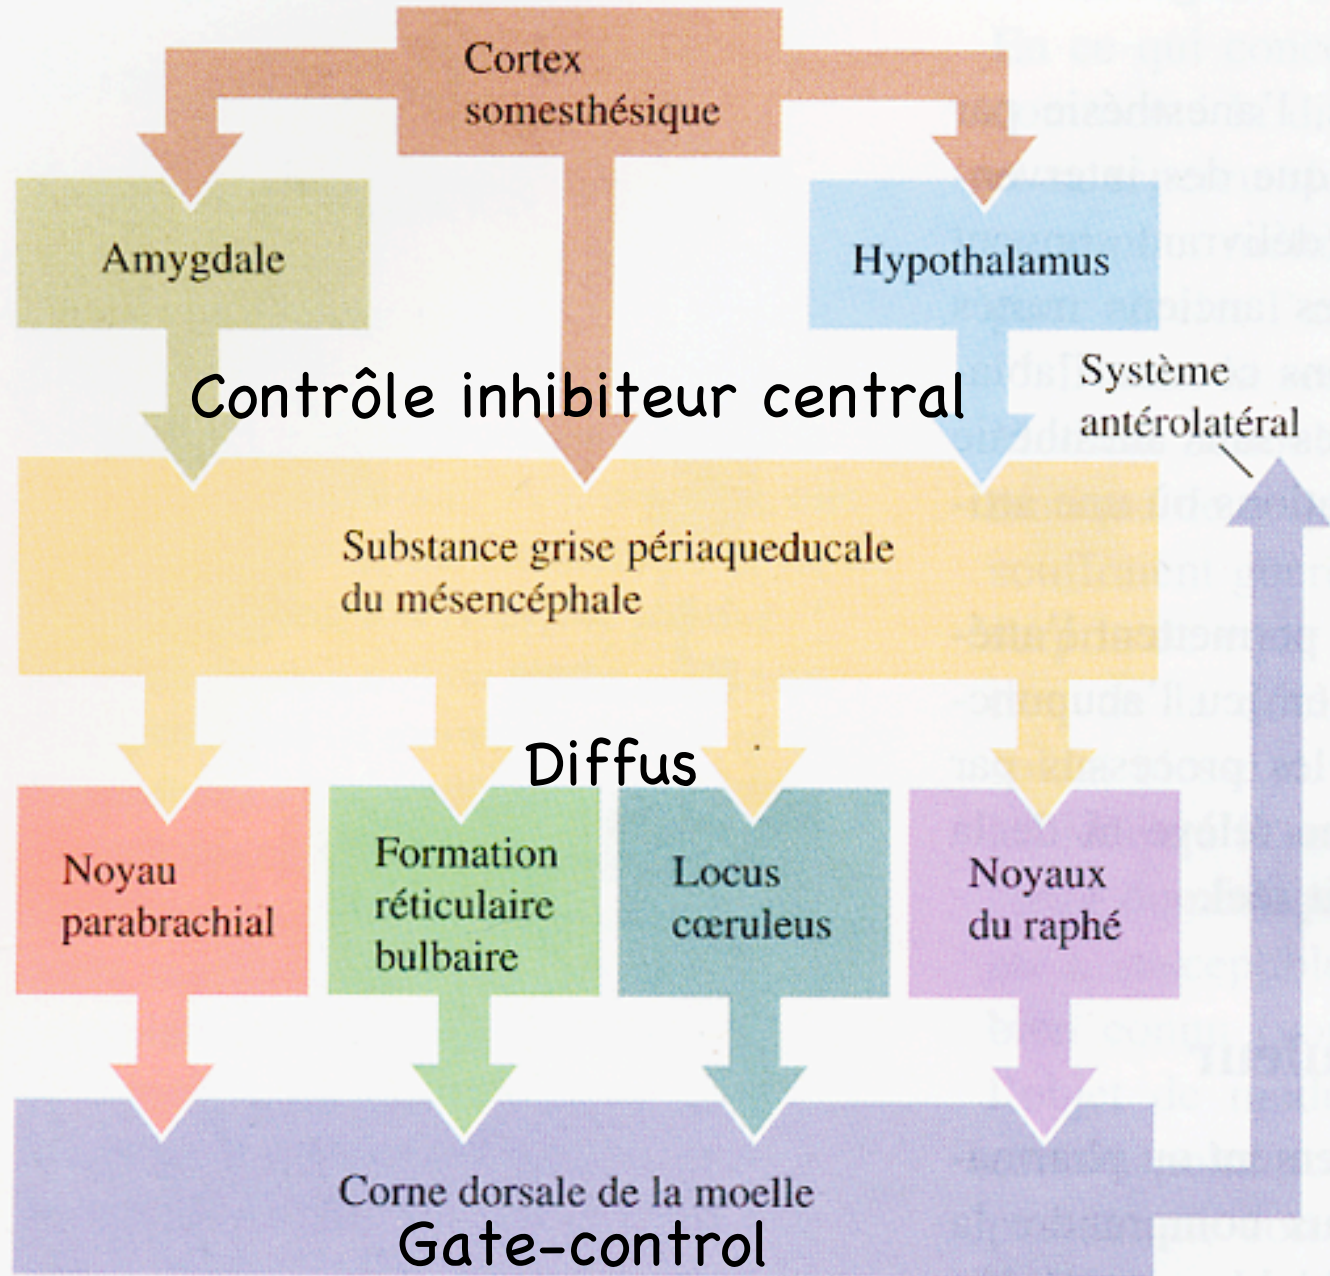 Cortex
somesthésique
Amygdale
Hypothalamus
Contrôle inhibiteur central
Système
antérolatéral
Substance grise périaqueducale
du mésencéphale
Diffus
Noyau
parabrachial
Formation
réticulaire
bulbaire
Locus
cœruleus
Noyaux
du raphé
Corne dorsale de la moelle
Gate-control